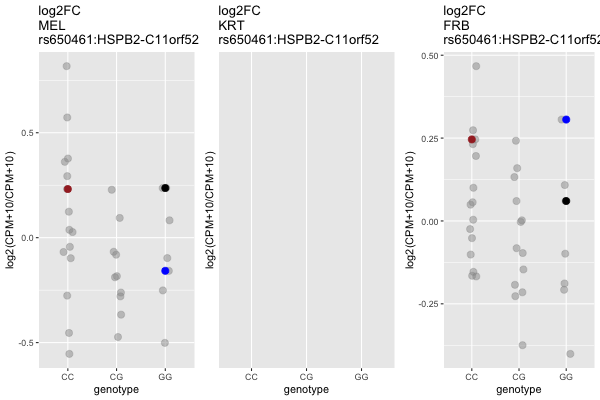 log2FC
MEL
rs650461:HSPB2-C11orf52
log2(CPM+10/CPM+10)
0.5
0.0
-0.5
CC
CG
GG
genotype
log2FC
KRT
rs650461:HSPB2-C11orf52
log2(CPM+10/CPM+10)
CC
CG
GG
genotype
log2FC
FRB
rs650461:HSPB2-C11orf52
log2(CPM+10/CPM+10)
0.50
0.25
0.00
-0.25
CC
CG
GG
genotype